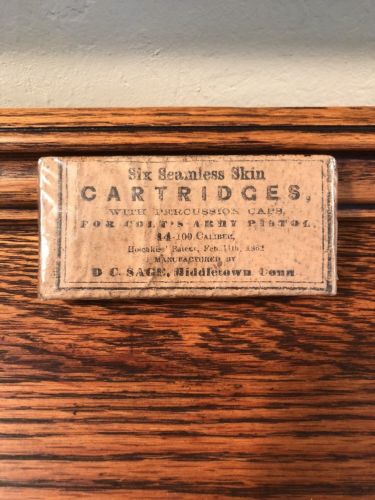 Six Seamless Skin
CARTRIDGES,
WITH PERCUSSION CAPS,
FOR COLT'S ARMY PISTOL,
44-100 CALIBER,
Hotchkiss' Patent, Feb. 11th, 1862
MANUFACTURED BY
D C. SAGE, Middletown Conn